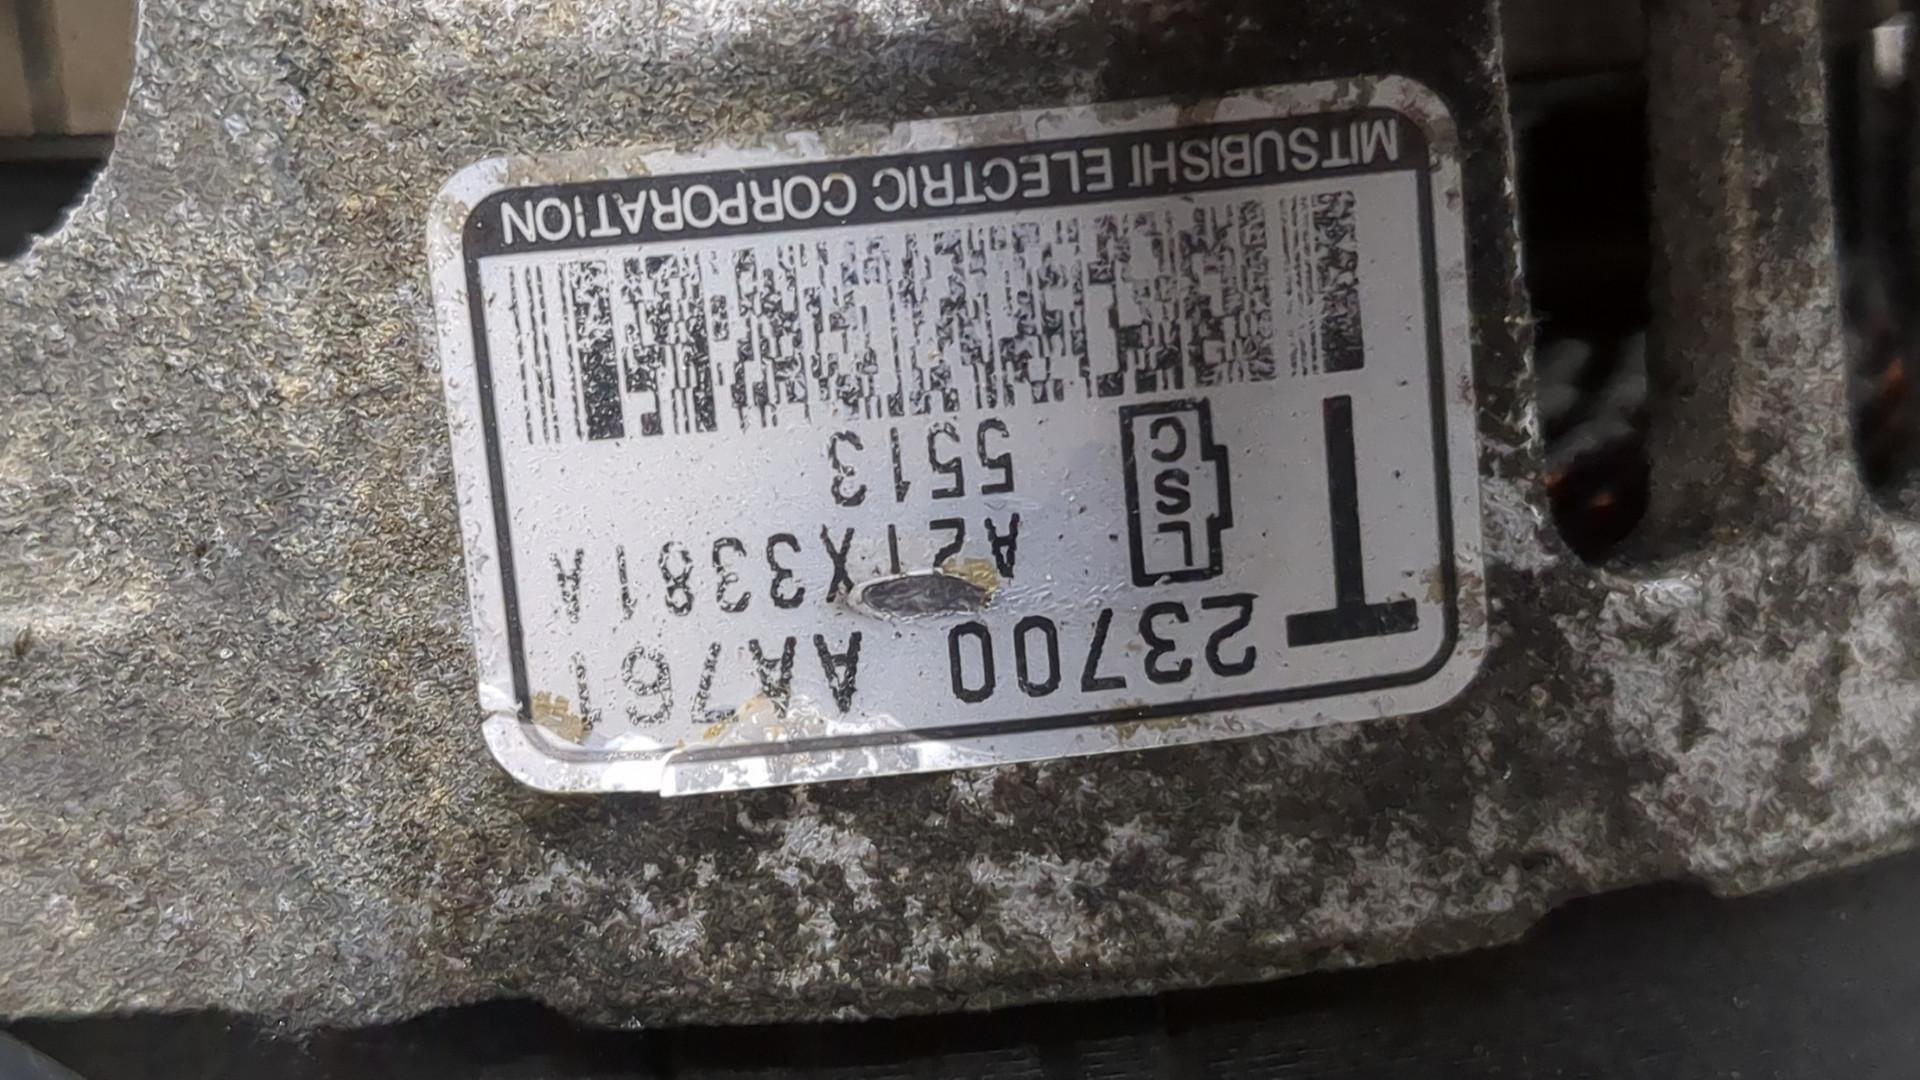 T 23700 AA761
A2TX3381A
LSC 5513
MITSUBISHI ELECTRIC CORPORATION